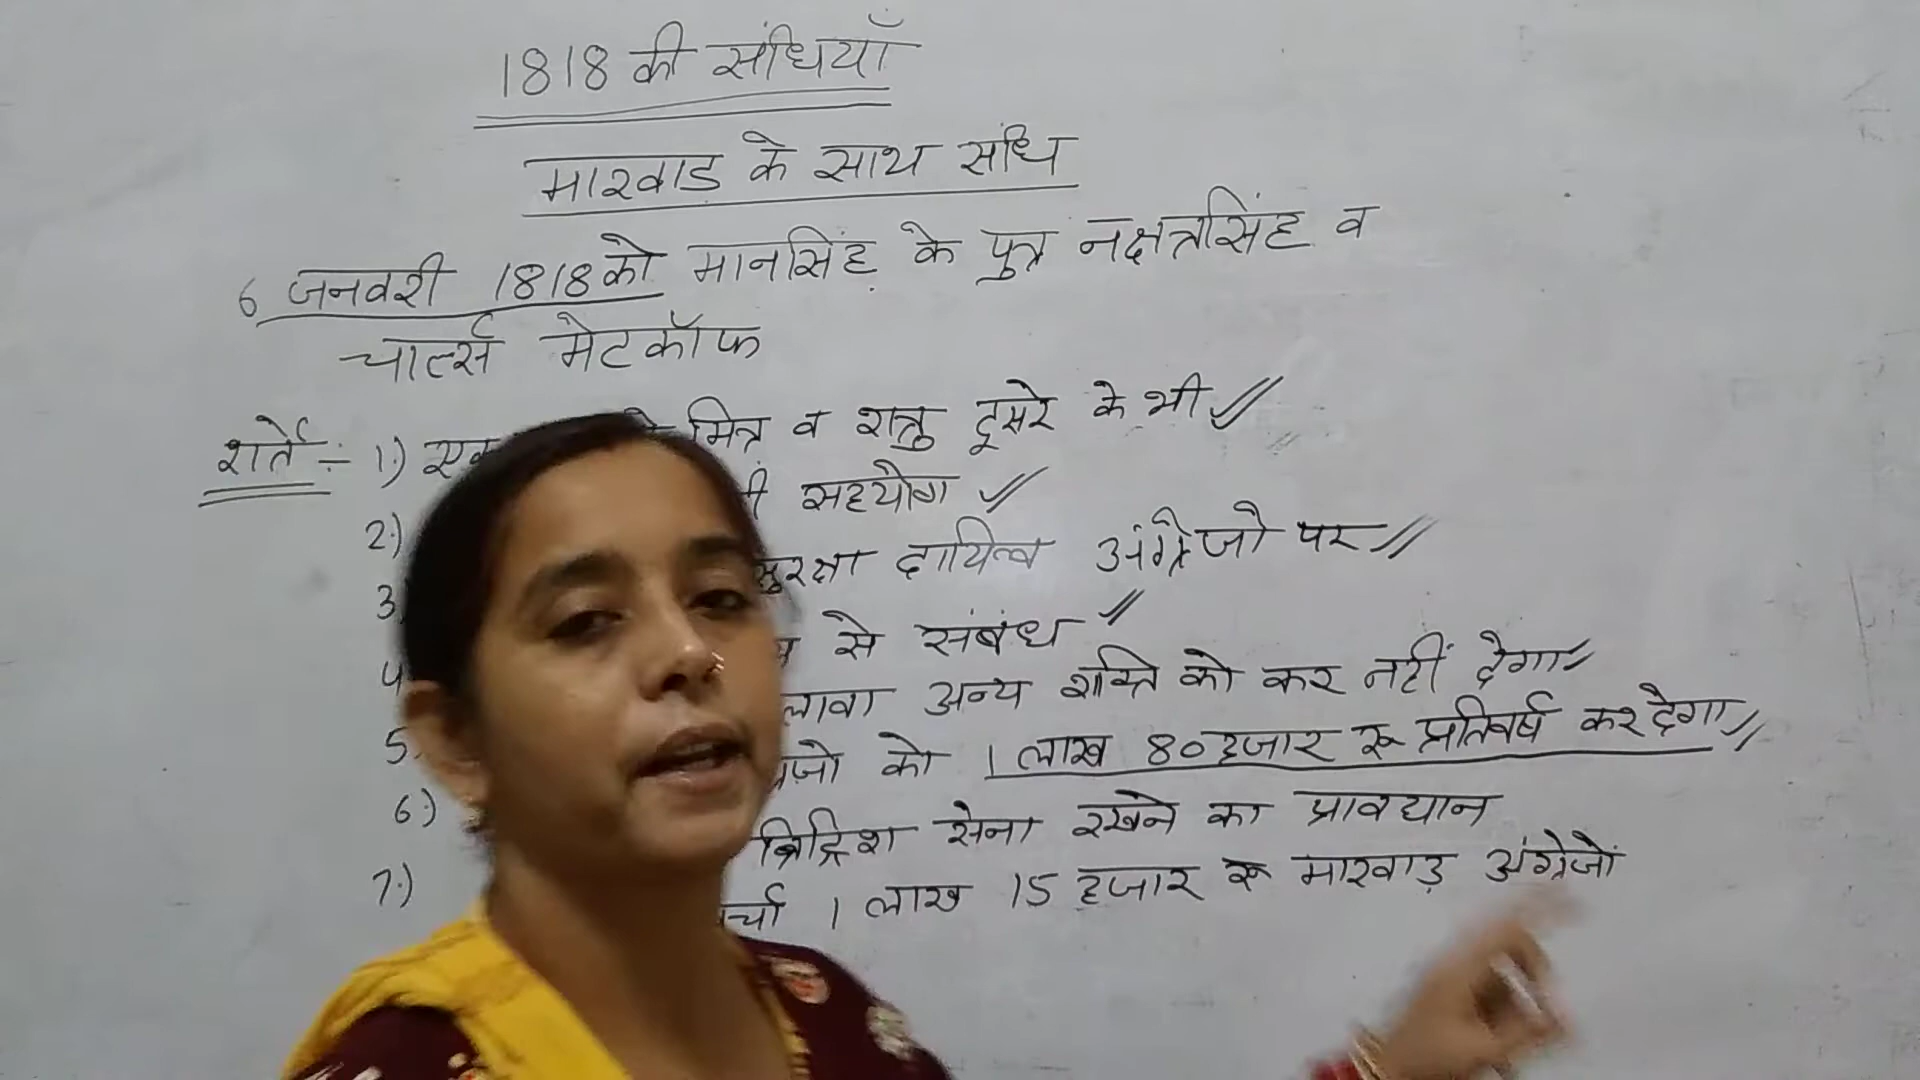 1818 की संधियाँ
मारवाड के साथ संधि
6 जनवरी 1818 को मानसिंह के पुत्र नक्षत्रसिंह व
चार्ल्स मेटकॉफ
शर्ते :- 1.) मित्र व शत्रु दूसरे के भी
2.) सहयोग
3.) सुरक्षा दायित्व अंग्रेजो पर
4 से संबंध
5. अन्य शक्ति को कर नहीं देगा
को 1 लाख 80 हजार रू प्रतिवर्ष कर देगा
6.) ब्रिट्रिश सेना रखने का प्रावधान
7.) 1 लाख 15 हजार रू मारवाड़ अंग्रेजों